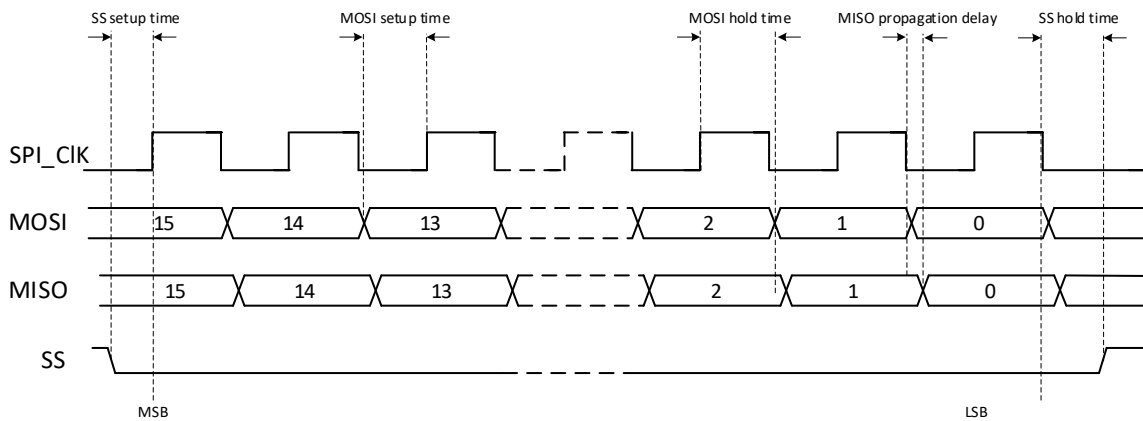 SS setup time MOSI setup time MOSI hold time MISO propagation delay SS hold time
SPI_ClK
MOSI 15 14 13 2 1 0
MISO 15 14 13 2 1 0
SS
MSB LSB